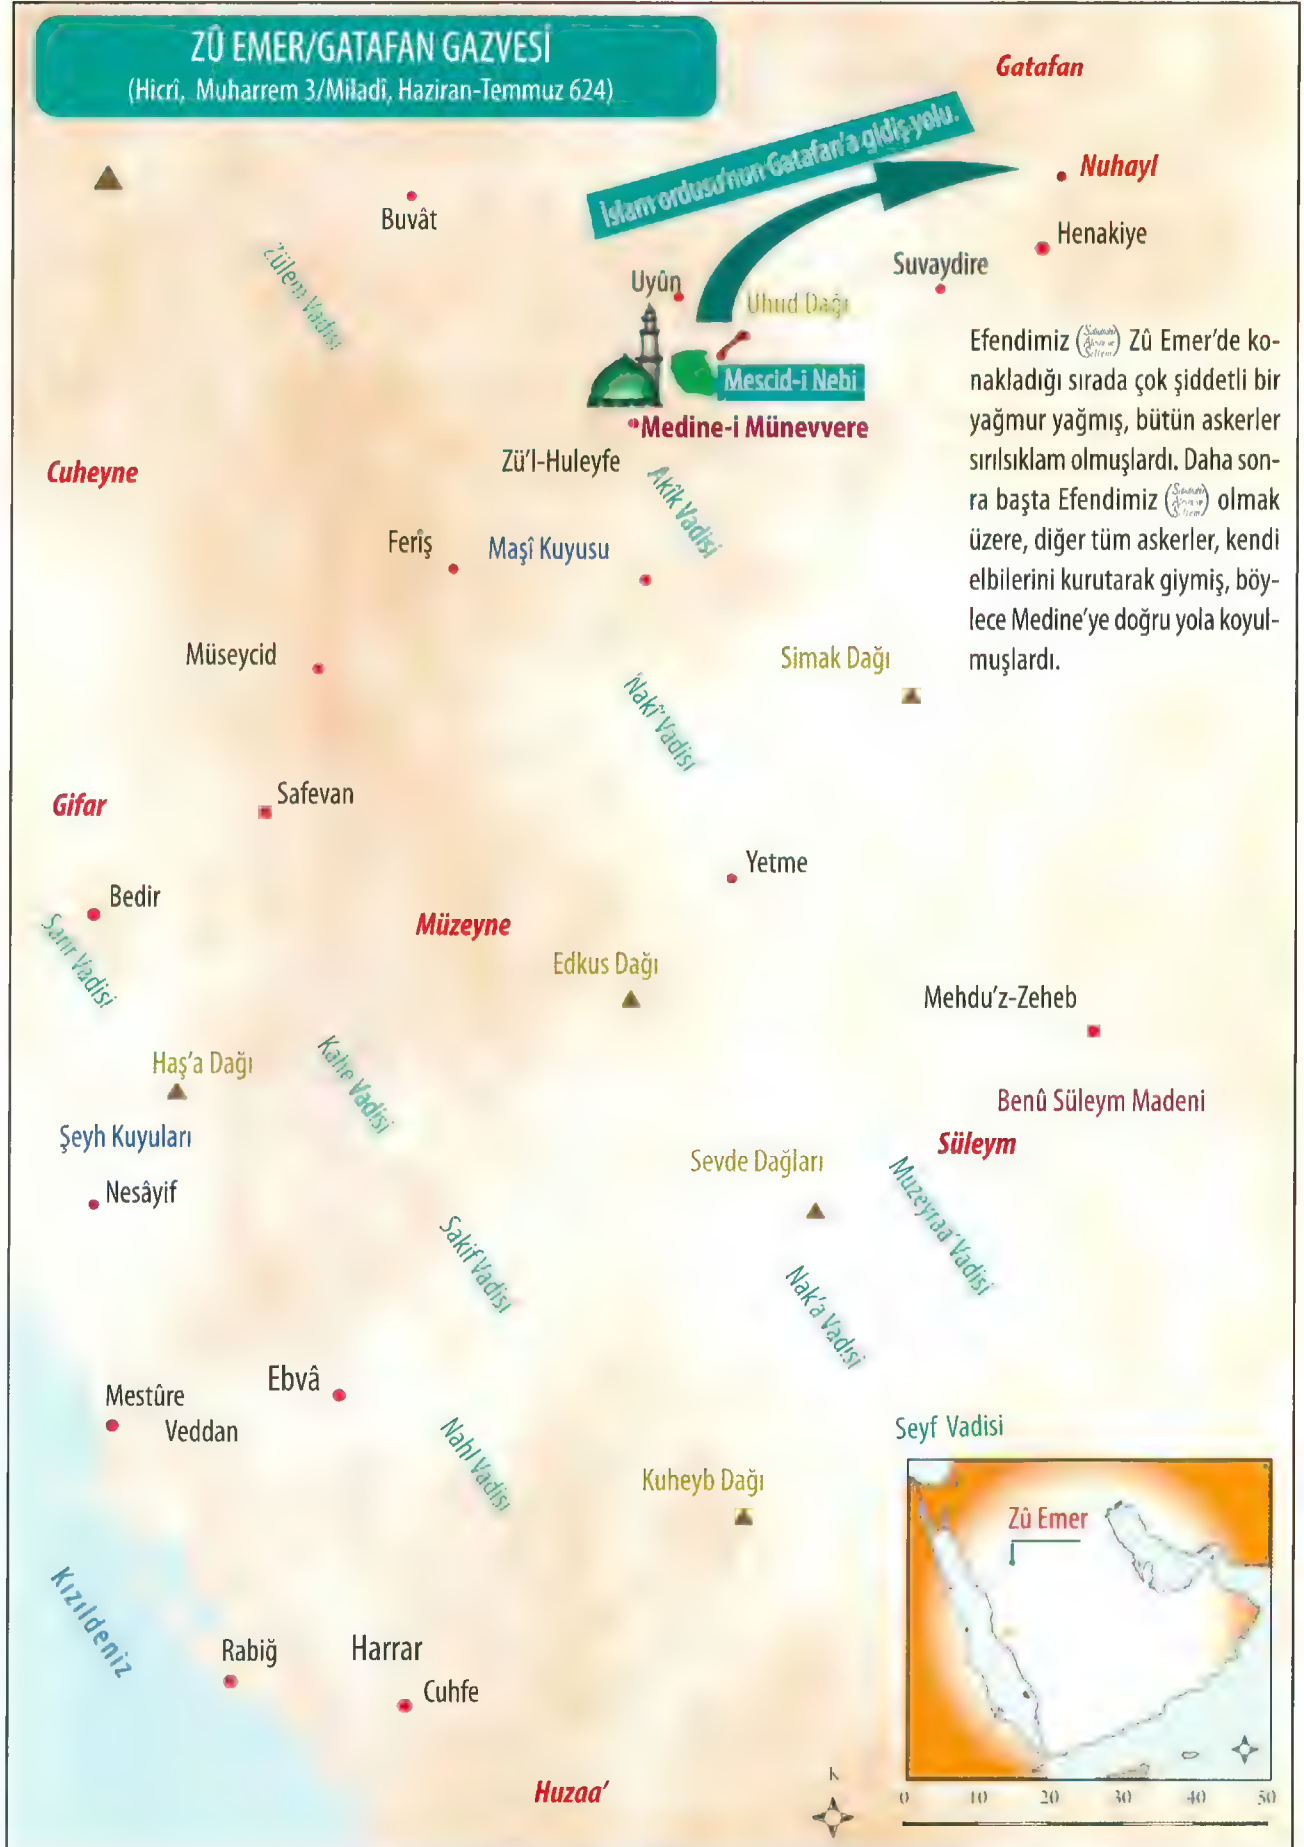 ZÛ EMER/GATAFAN GAZVESİ
(Hicrî, Muharrem 3/Miladî, Haziran-Temmuz 624)
Gatafan
İslam ordusu'nun Gatafan'a gidiş yolu.
Nuhayl
Buvât
Henakiye
Suvaydire
Zülem Vadisi
Uyûn
Uhud Dağı
Mescid-i Nebi
Medine-i Münevvere
Efendimiz Zû Emer'de ko-
nakladığı sırada çok şiddetli bir
yağmur yağmış, bütün askerler
sırılsıklam olmuşlardı. Daha son-
ra başta Efendimiz olmak
üzere, diğer tüm askerler, kendi
elbilerini kurutarak giymiş, böy-
lece Medine'ye doğru yola koyul-
muşlardı.
Cuheyne
Zü'l-Huleyfe
Akîk Vadisi
Ferîş
Maşî Kuyusu
Müseycid
Simak Dağı
Nakî' Vadisi
Gifar
Safevan
Yetme
Bedir
Müzeyne
Sarır Vadisi
Edkus Dağı
Mehdu'z-Zeheb
Haş'a Dağı
Kahe Vadisi
Benû Süleym Madeni
Şeyh Kuyuları
Süleym
Sevde Dağları
Muzeyraa' Vadisi
Nesâyif
Sakif Vadisi
Nak'a Vadisi
Ebvâ
Mestûre
Veddan
Nahl Vadisi
Seyf Vadisi
Kuheyb Dağı
Zû Emer
Kızıldeniz
Rabiğ
Harrar
Cuhfe
Huzaa'
K
0 10 20 30 40 50